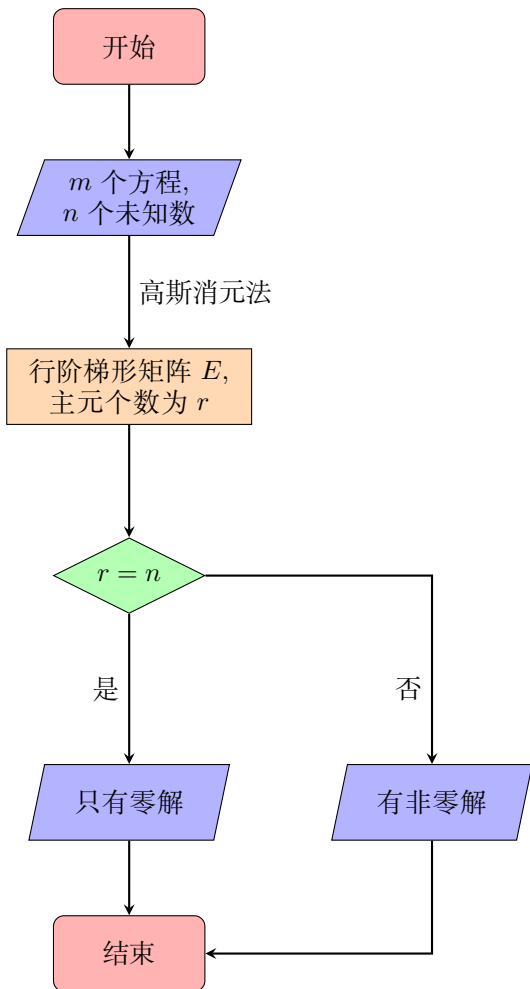 开始
m 个方程,
n 个未知数
高斯消元法
行阶梯形矩阵 E,
主元个数为 r
r = n
是
否
只有零解
有非零解
结束